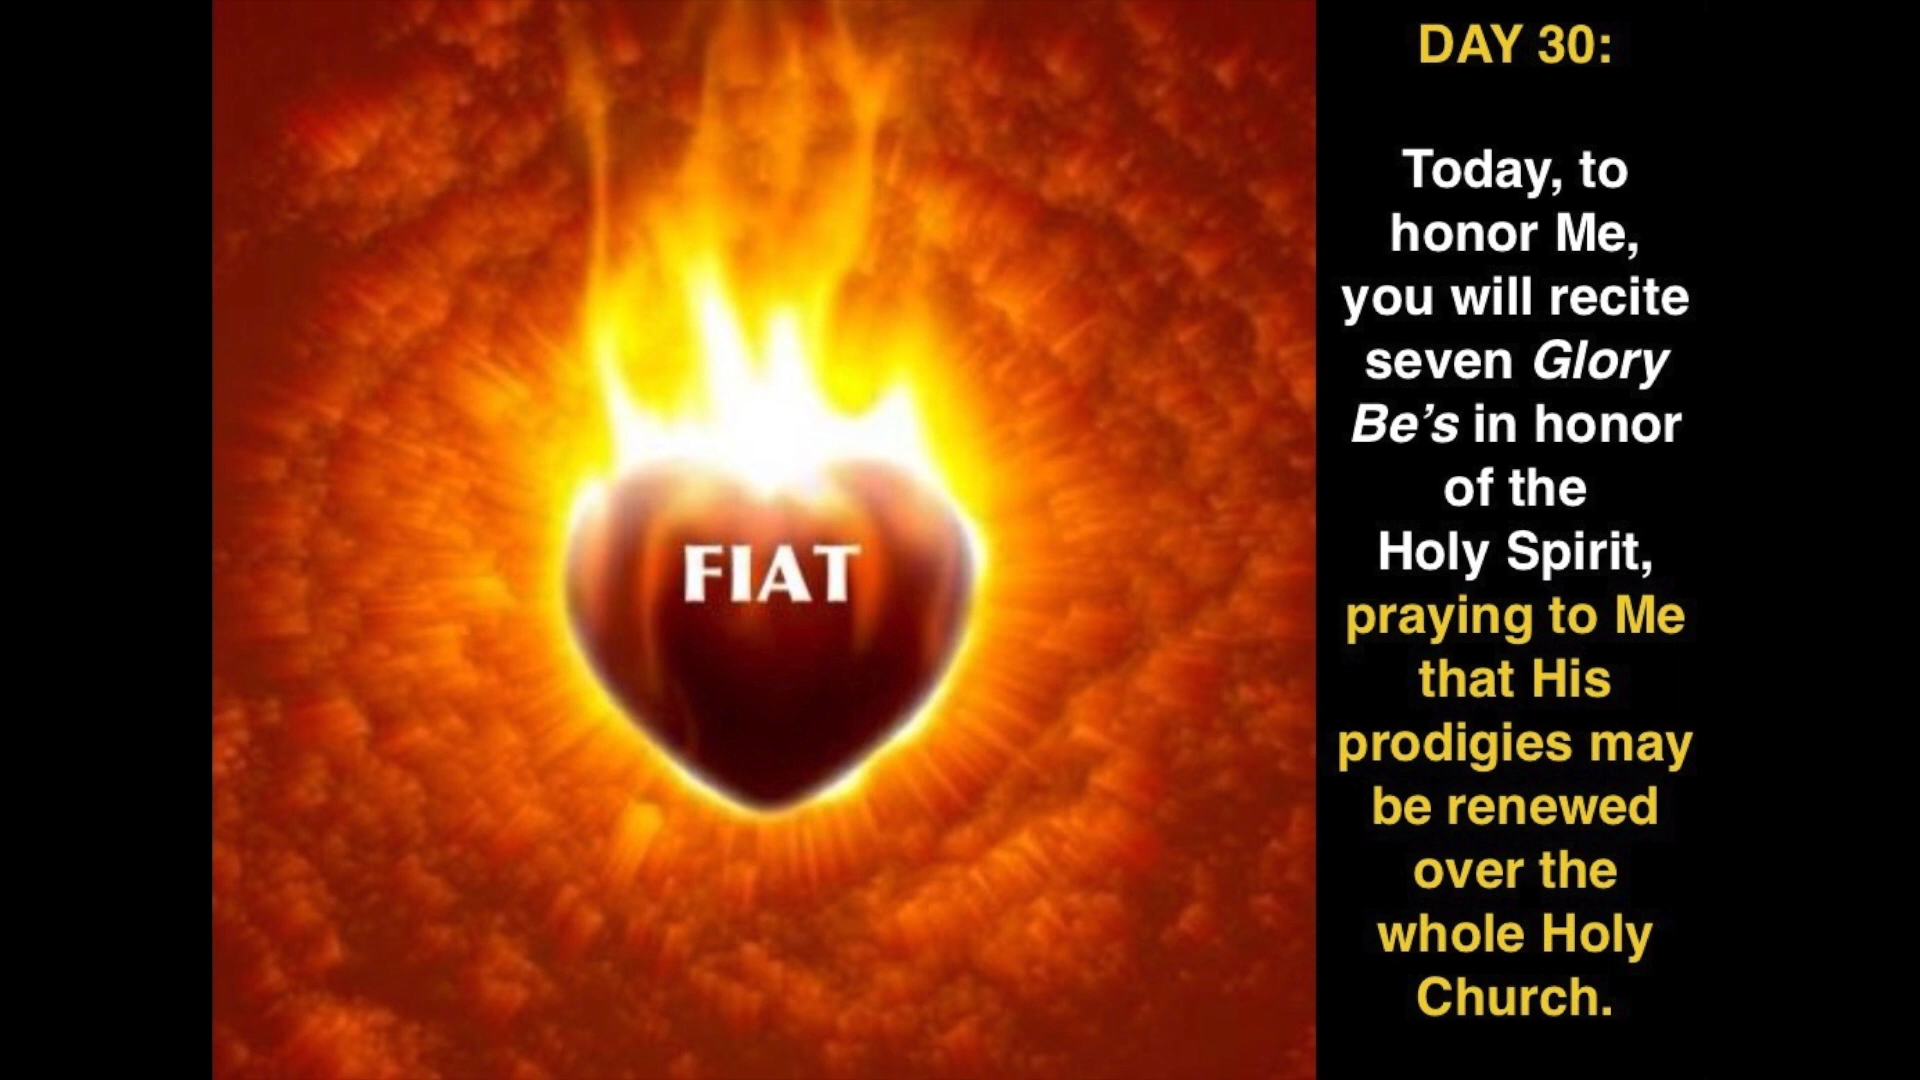 FIAT
DAY 30:
Today, to
honor Me,
you will recite
seven Glory
Be’s in honor
of the
Holy Spirit,
praying to Me
that His
prodigies may
be renewed
over the
whole Holy
Church.